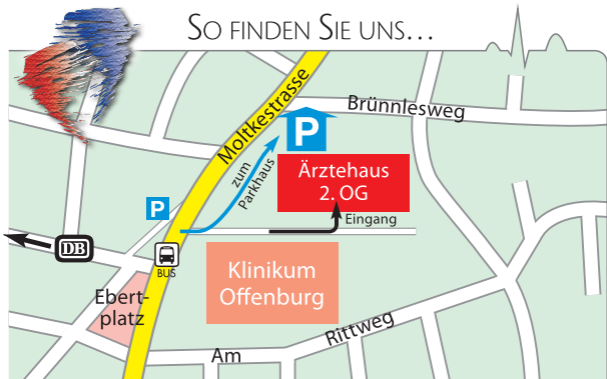 SO FINDEN SIE UNS...
Brünnlesweg
Moltkestrasse
P
zum
Parkhaus
Ärztehaus
2. OG
P
Eingang
DB
BUS
Klinikum
Offenburg
Ebert-
platz
Am Rittweg